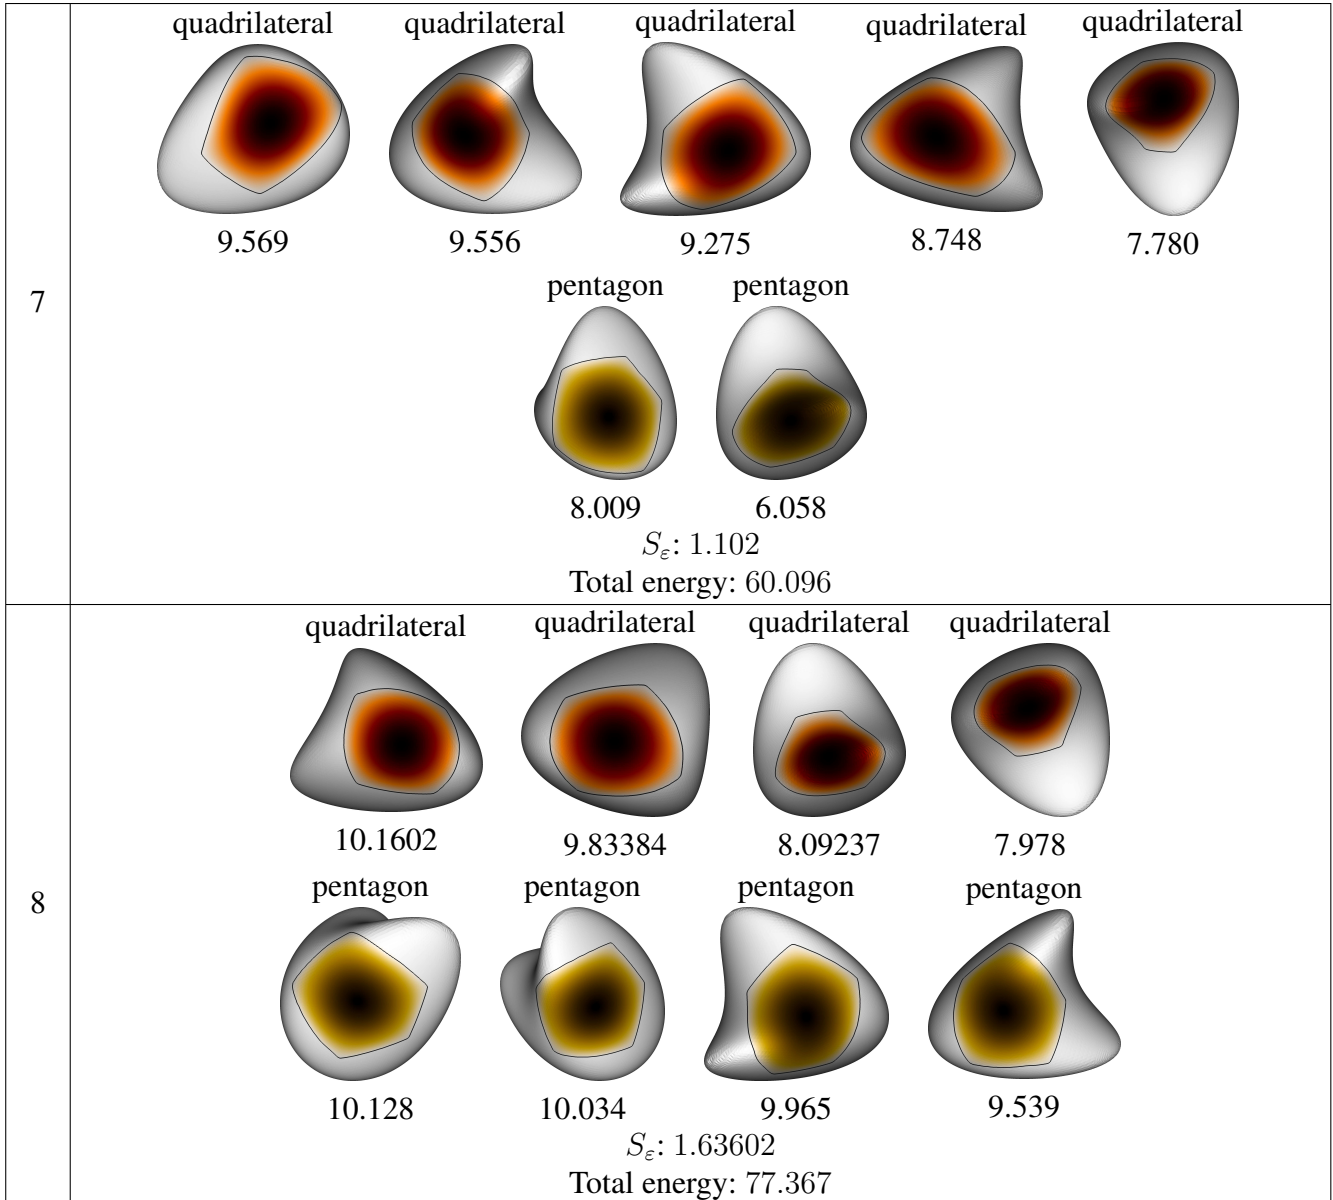 7
quadrilateral quadrilateral quadrilateral quadrilateral quadrilateral
9.569 9.556 9.275 8.748 7.780
pentagon pentagon
8.009 6.058
Sε: 1.102
Total energy: 60.096
8
quadrilateral quadrilateral quadrilateral quadrilateral
10.1602 9.83384 8.09237 7.978
pentagon pentagon pentagon pentagon
10.128 10.034 9.965 9.539
Sε: 1.63602
Total energy: 77.367